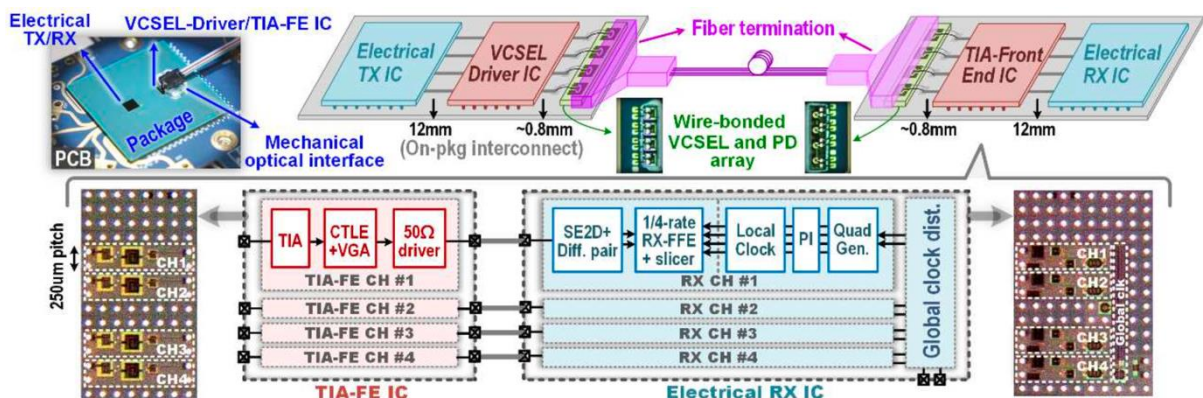 Electrical TX/RX
VCSEL-Driver/TIA-FE IC
Package
PCB
Mechanical optical interface
Electrical TX IC
VCSEL Driver IC
Fiber termination
TIA-Front End IC
Electrical RX IC
12mm
~0.8mm
(On-pkg interconnect)
Wire-bonded VCSEL and PD array
~0.8mm
12mm
250um pitch
CH1
CH2
CH3
CH4
TIA
CTLE +VGA
50Ω driver
TIA-FE CH #1
TIA-FE CH #2
TIA-FE CH #3
TIA-FE CH #4
TIA-FE IC
SE2D+ Diff. pair
1/4-rate RX-FFE + slicer
Local Clock
PI
Quad Gen.
RX CH #1
RX CH #2
RX CH #3
RX CH #4
Global clock dist.
Electrical RX IC
CH1
CH2
CH3
CH4
Global clk